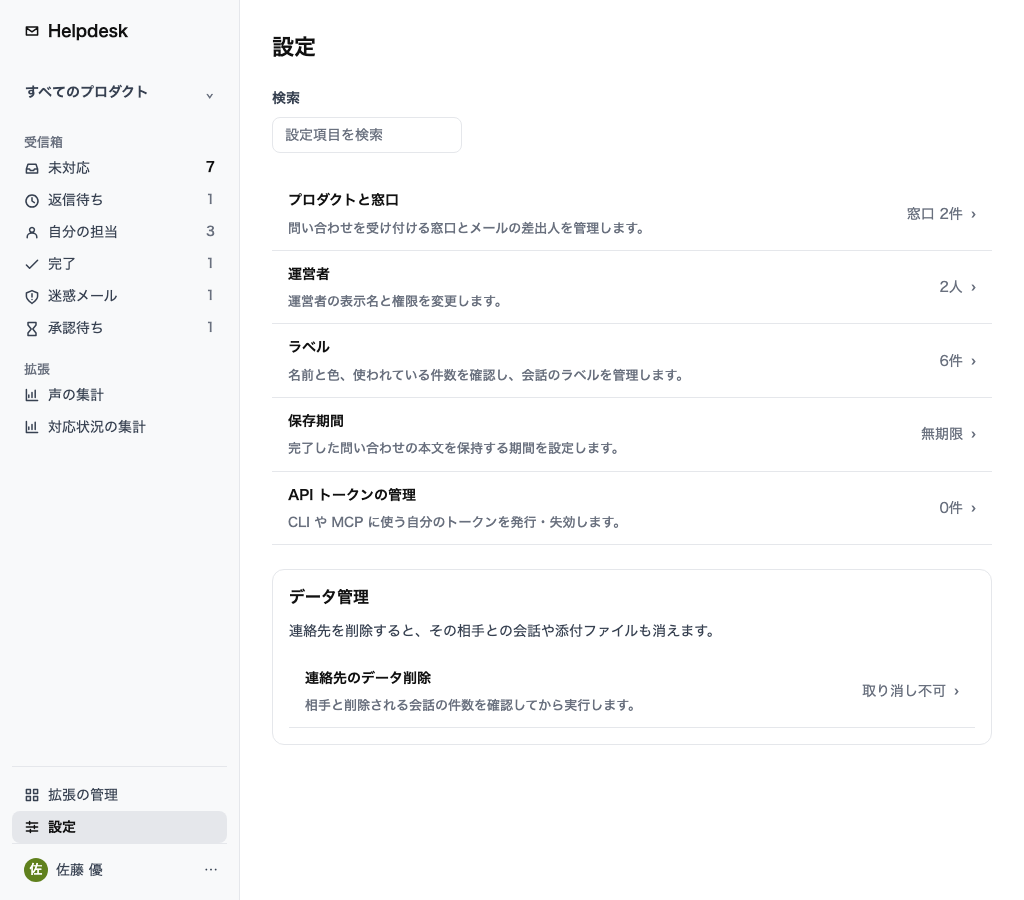 Helpdesk
すべてのプロダクト
受信箱
未対応 7
返信待ち 1
自分の担当 3
完了 1
迷惑メール 1
承認待ち 1
拡張
声の集計
対応状況の集計
拡張の管理
設定
佐 佐藤 優 ···
設定
検索
設定項目を検索
プロダクトと窓口
問い合わせを受け付ける窓口とメールの差出人を管理します。
窓口 2件 ›
運営者
運営者の表示名と権限を変更します。
2人 ›
ラベル
名前と色、使われている件数を確認し、会話のラベルを管理します。
6件 ›
保存期間
完了した問い合わせの本文を保持する期間を設定します。
無期限 ›
API トークンの管理
CLI や MCP に使う自分のトークンを発行・失効します。
0件 ›
データ管理
連絡先を削除すると、その相手との会話や添付ファイルも消えます。
連絡先のデータ削除
相手と削除される会話の件数を確認してから実行します。
取り消し不可 ›